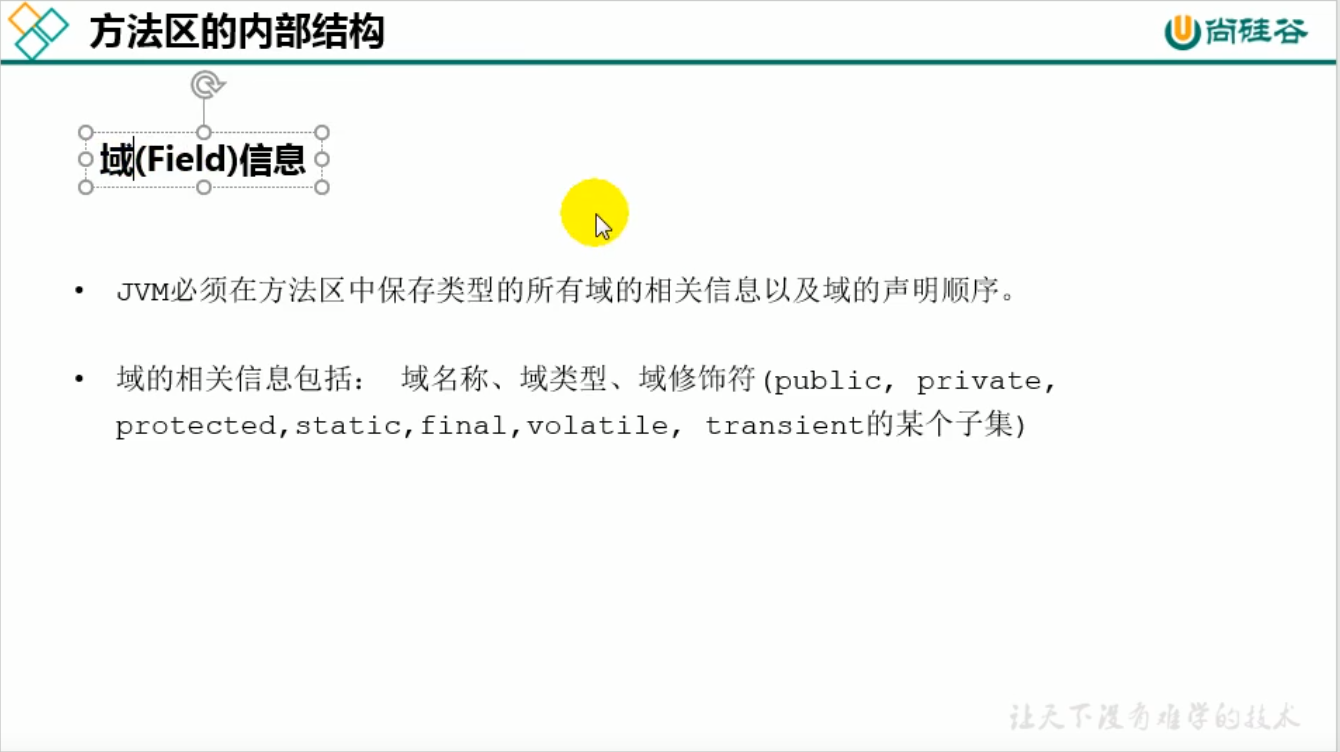 方法区的内部结构
尚硅谷
域(Field)信息
• JVM必须在方法区中保存类型的所有域的相关信息以及域的声明顺序。
• 域的相关信息包括： 域名称、域类型、域修饰符(public, private,
protected,static,final,volatile, transient的某个子集)
让天下没有难学的技术